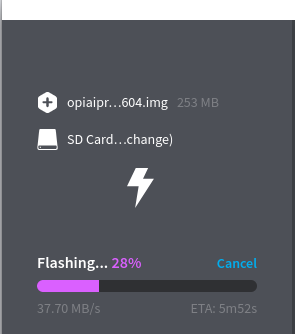 opiaipr...604.img 253 MB
SD Card...change)
Flashing... 28% Cancel
37.70 MB/s ETA: 5m52s